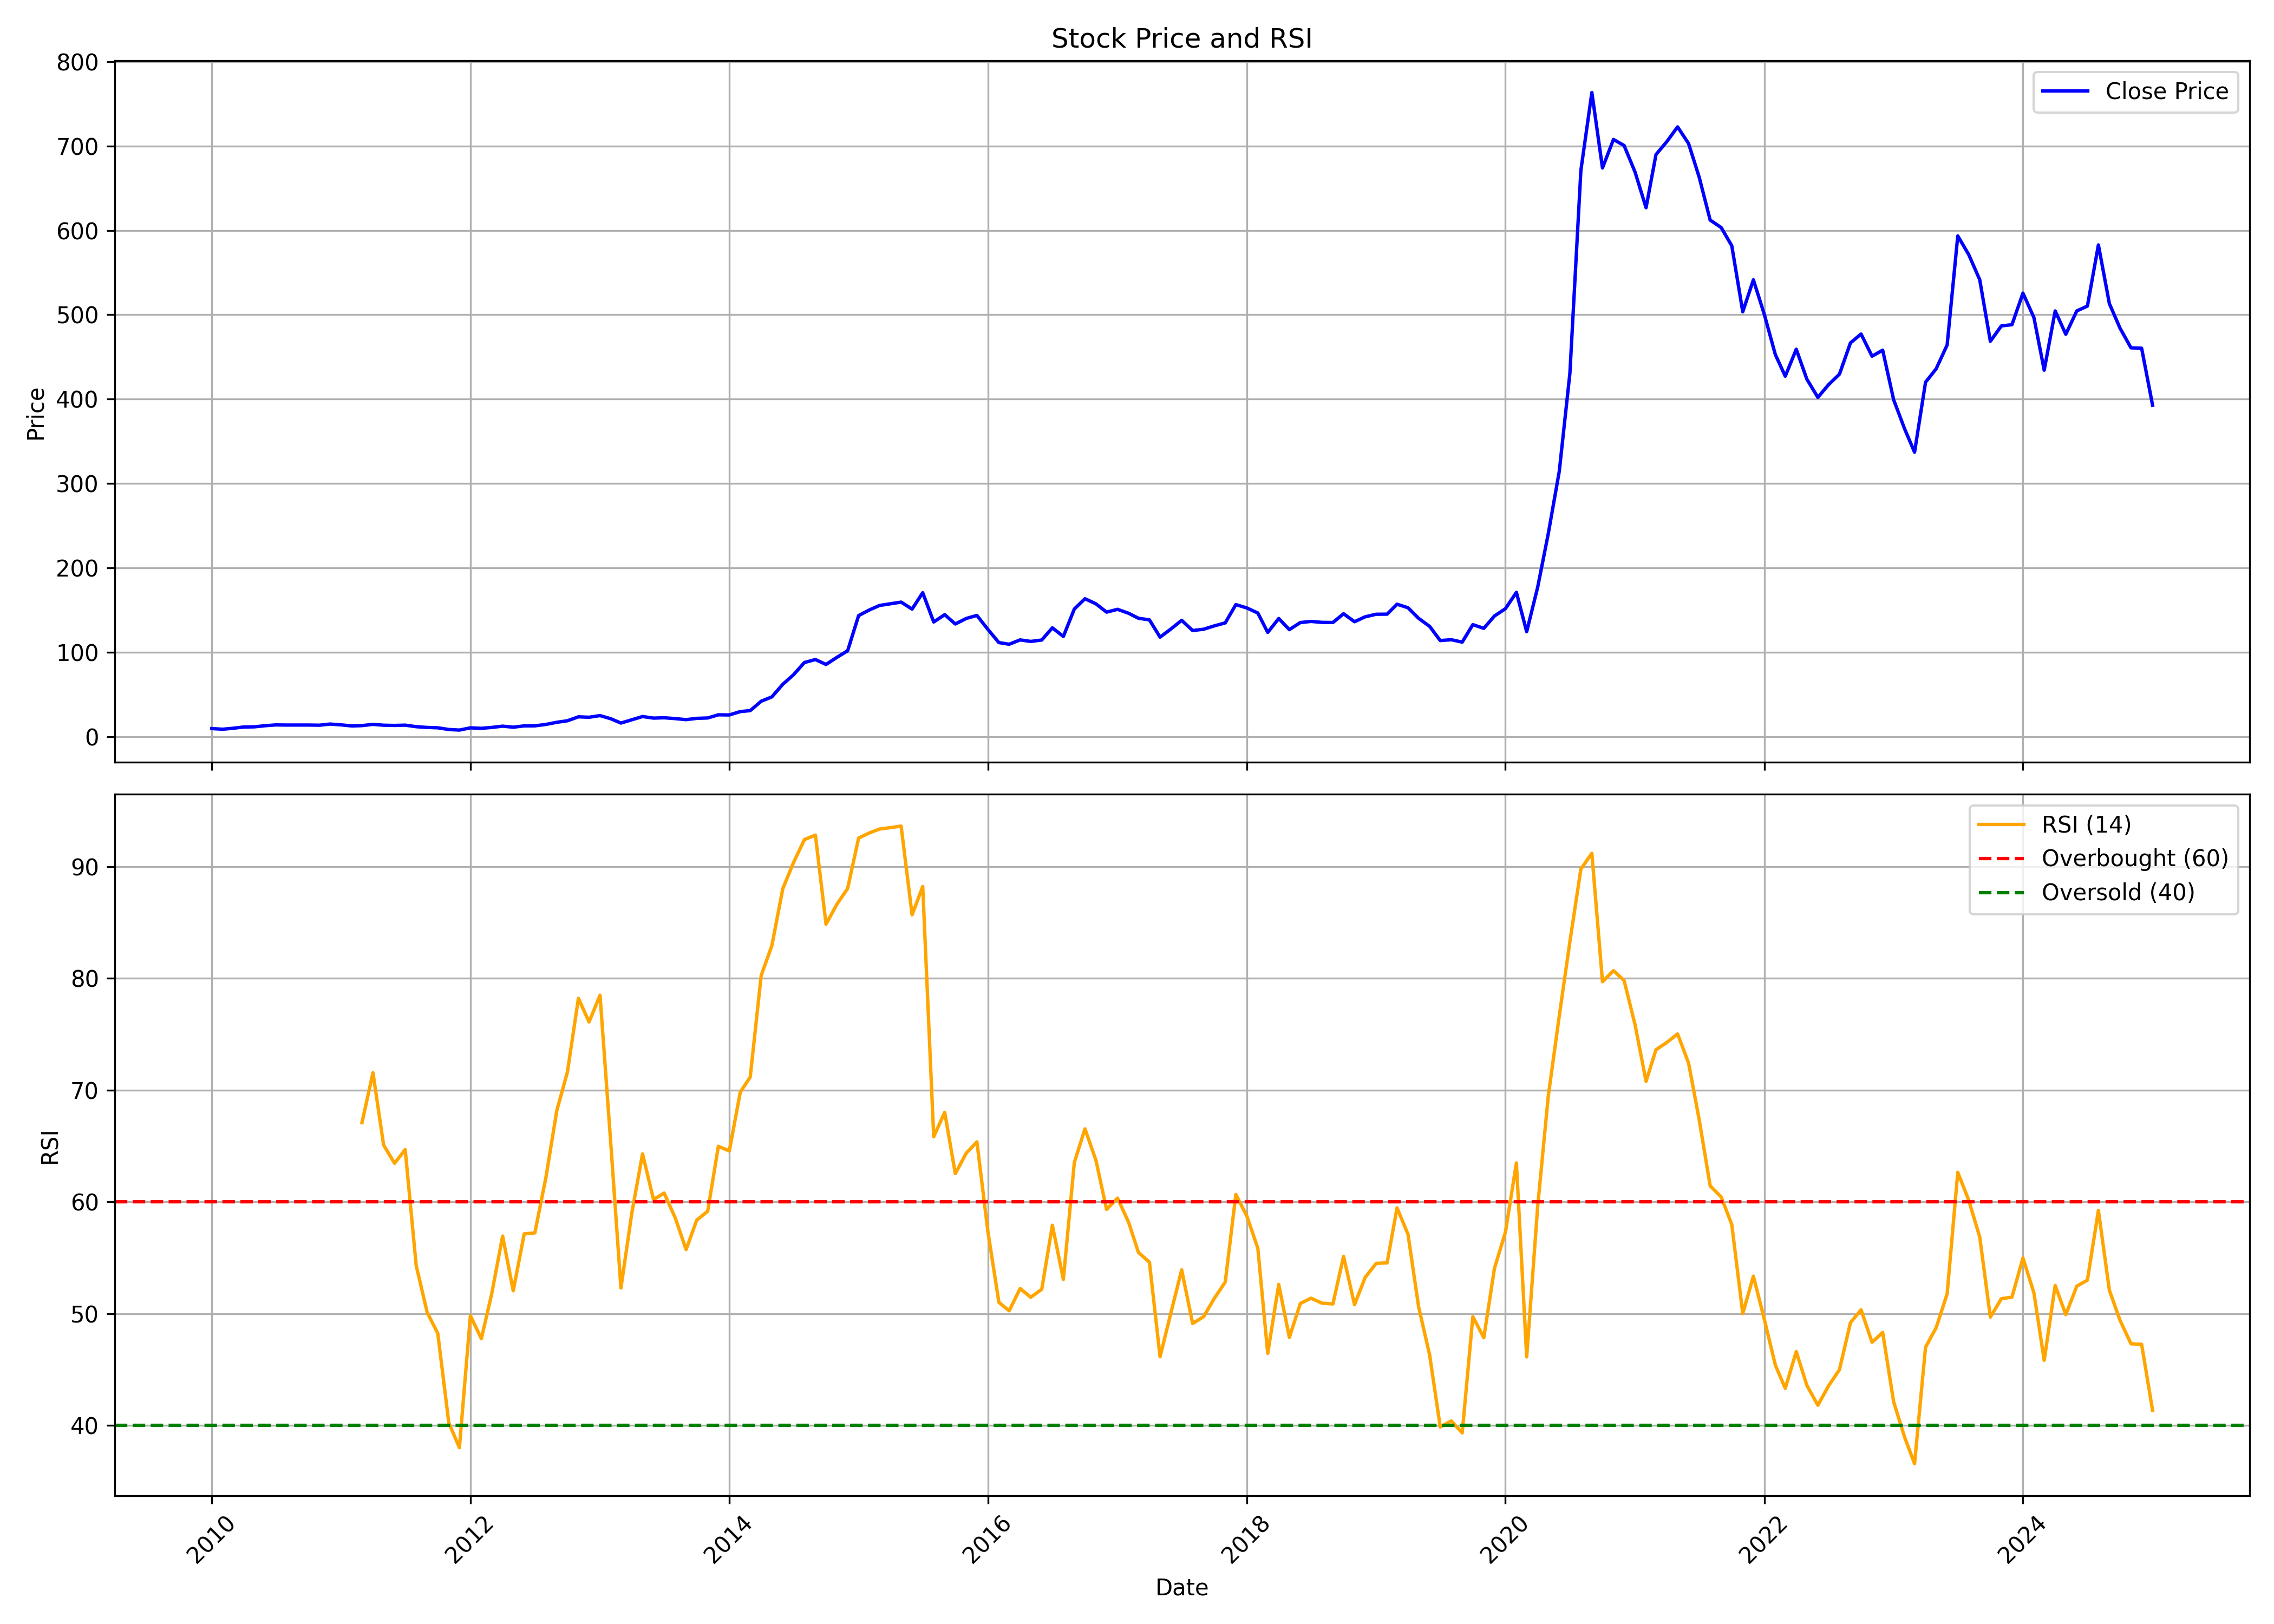 Stock Price and RSI
800
700
600
500
400
300
200
100
0
Price
Close Price
90
80
70
60
50
40
RSI
RSI (14)
Overbought (60)
Oversold (40)
2010
2012
2014
2016
2018
2020
2022
2024
Date